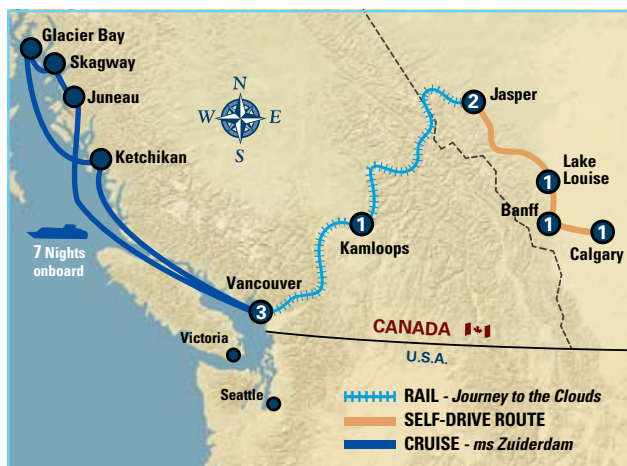 Glacier Bay
Skagway
Juneau
Ketchikan
N
W E
S
2 Jasper
Lake
Louise
1
Banff
1
1
Calgary
1
Kamloops
7 Nights
onboard
Vancouver
3
Victoria
Seattle
CANADA
U.S.A.
RAIL - Journey to the Clouds
SELF-DRIVE ROUTE
CRUISE - ms Zuiderdam